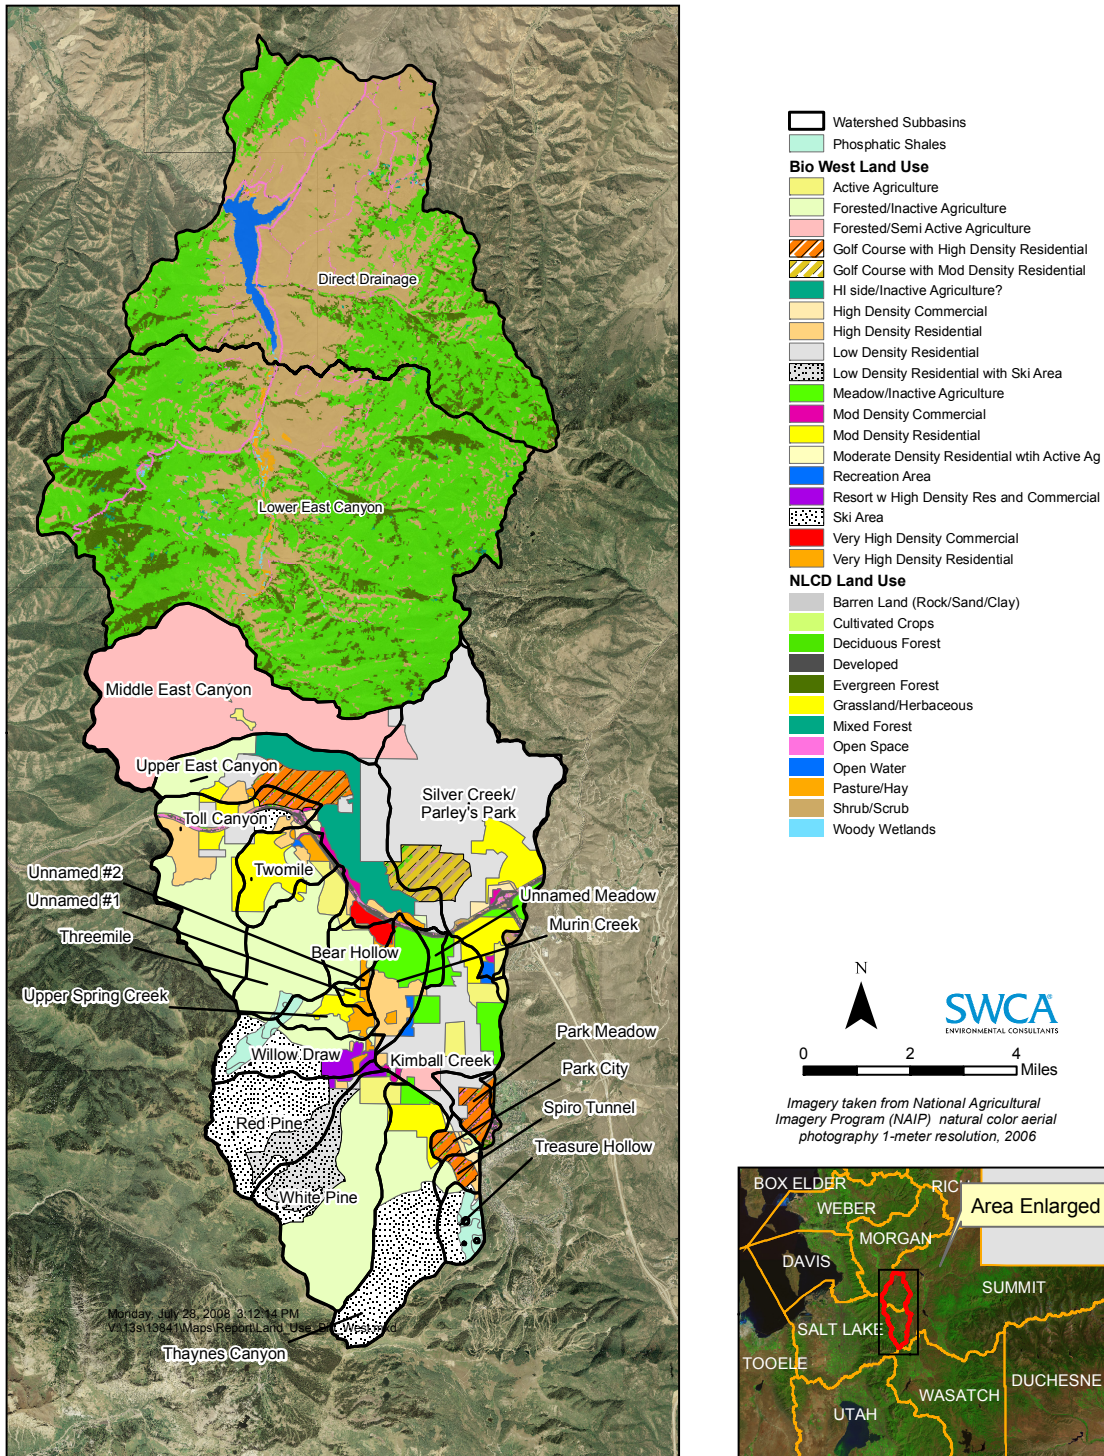 Direct Drainage
Lower East Canyon
Middle East Canyon
Upper East Canyon
Silver Creek/
Parley's Park
Toll Canyon
Twomile
Unnamed #2
Unnamed #1
Threemile
Unnamed Meadow
Murin Creek
Bear Hollow
Upper Spring Creek
Willow Draw
Kimball Creek
Park Meadow
Park City
Spiro Tunnel
Treasure Hollow
Red Pine
White Pine
Monday, July 28, 2008 3:12:14 PM
Thaynes Canyon
Watershed Subbasins
Phosphatic Shales
Bio West Land Use
Active Agriculture
Forested/Inactive Agriculture
Forested/Semi Active Agriculture
Golf Course with High Density Residential
Golf Course with Mod Density Residential
HI side/Inactive Agriculture?
High Density Commercial
High Density Residential
Low Density Residential
Low Density Residential with Ski Area
Meadow/Inactive Agriculture
Mod Density Commercial
Mod Density Residential
Moderate Density Residential wtih Active Ag
Recreation Area
Resort w High Density Res and Commercial
Ski Area
Very High Density Commercial
Very High Density Residential
NLCD Land Use
Barren Land (Rock/Sand/Clay)
Cultivated Crops
Deciduous Forest
Developed
Evergreen Forest
Grassland/Herbaceous
Mixed Forest
Open Space
Open Water
Pasture/Hay
Shrub/Scrub
Woody Wetlands
N
SWCA
ENVIRONMENTAL CONSULTANTS
0 2 4
Miles
Imagery taken from National Agricultural
Imagery Program (NAIP) natural color aerial
photography 1-meter resolution, 2006
BOX ELDER
WEBER
MORGAN
DAVIS
SUMMIT
SALT LAKE
TOOELE
WASATCH
DUCHESNE
UTAH
Area Enlarged